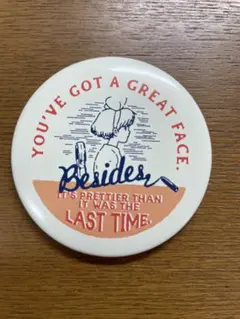 YOU'VE GOT A GREAT FACE.
Besides
IT'S PRETTIER THAN
IT WAS THE
LAST TIME.